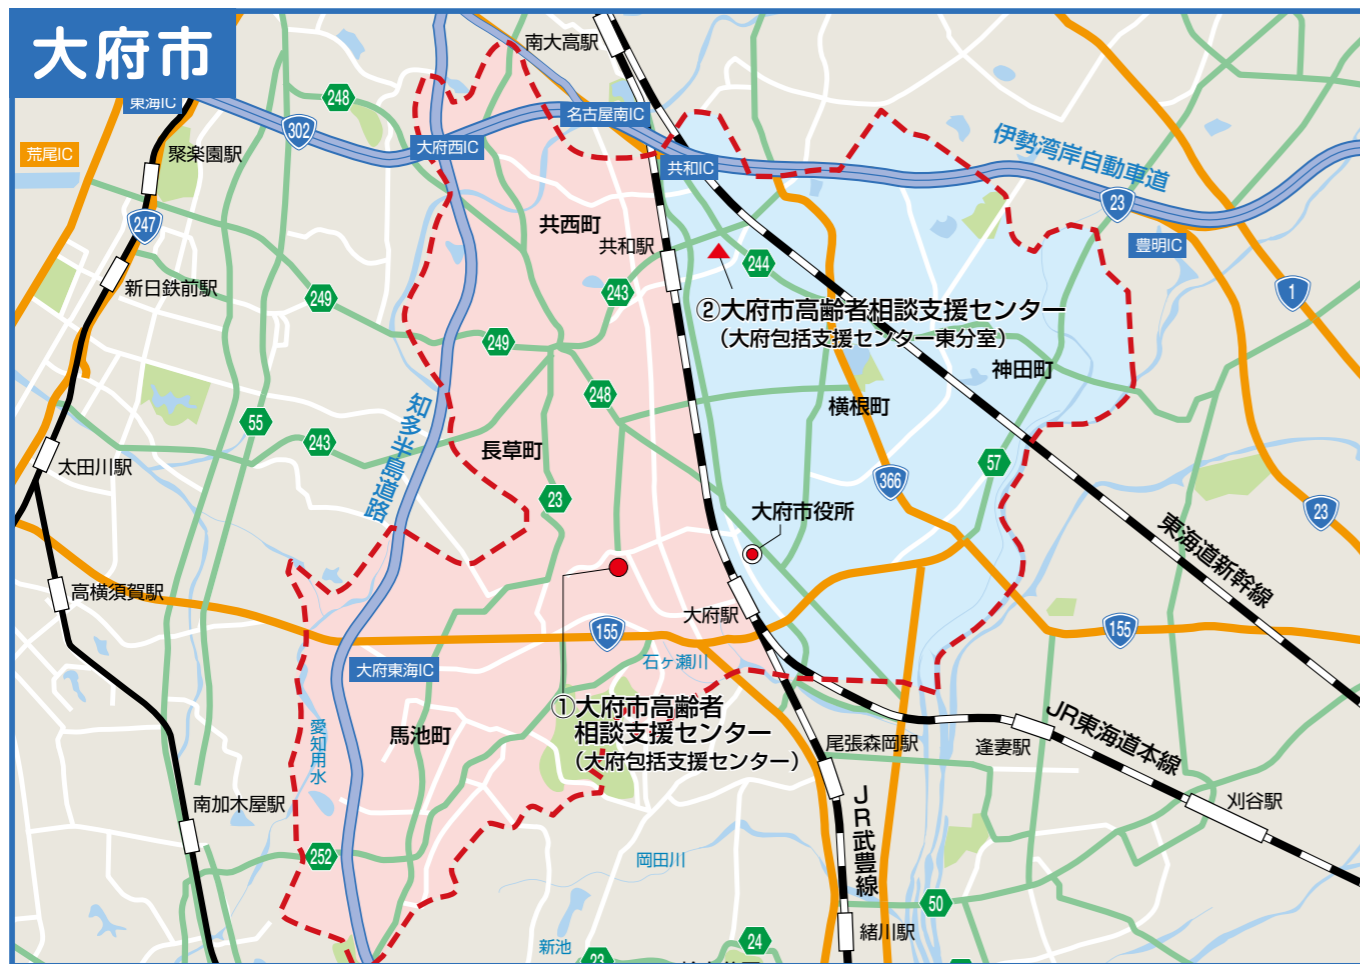 大府市
南大高駅
東海IC
248
302
名古屋南IC
大府西IC
荒尾IC
聚楽園駅
共和IC
伊勢湾岸自動車道
23
豊明IC
247
共西町
共和駅
244
新日鉄前駅
249
243
1
②大府市高齢者相談支援センター
（大府包括支援センター東分室）
249
神田町
248
横根町
知多半島道路
55
243
長草町
太田川駅
57
366
23
大府市役所
23
東海道新幹線
高横須賀駅
大府駅
155
155
石ヶ瀬川
大府東海IC
①大府市高齢者
相談支援センター
（大府包括支援センター）
馬池町
愛知用水
尾張森岡駅
逢妻駅
JR東海道本線
刈谷駅
南加木屋駅
JR武豊線
252
岡田川
50
緒川駅
新池
24
23